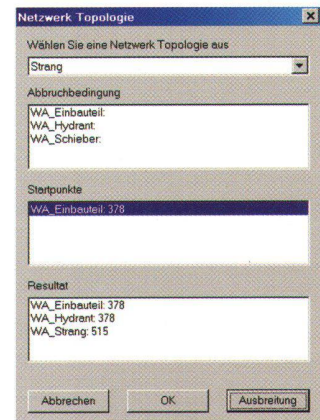 Netzwerk Topologie
Wählen Sie eine Netzwerk Topologie aus
Strang
Abbruchbedingung
WA_Einbauteil:
WA_Hydrant:
WA_Schieber:
Startpunkte
WA_Einbauteil: 378
Resultat
WA_Einbauteil: 378
WA_Hydrant: 378
WA_Strang: 515
Abbrechen OK Ausbreitung